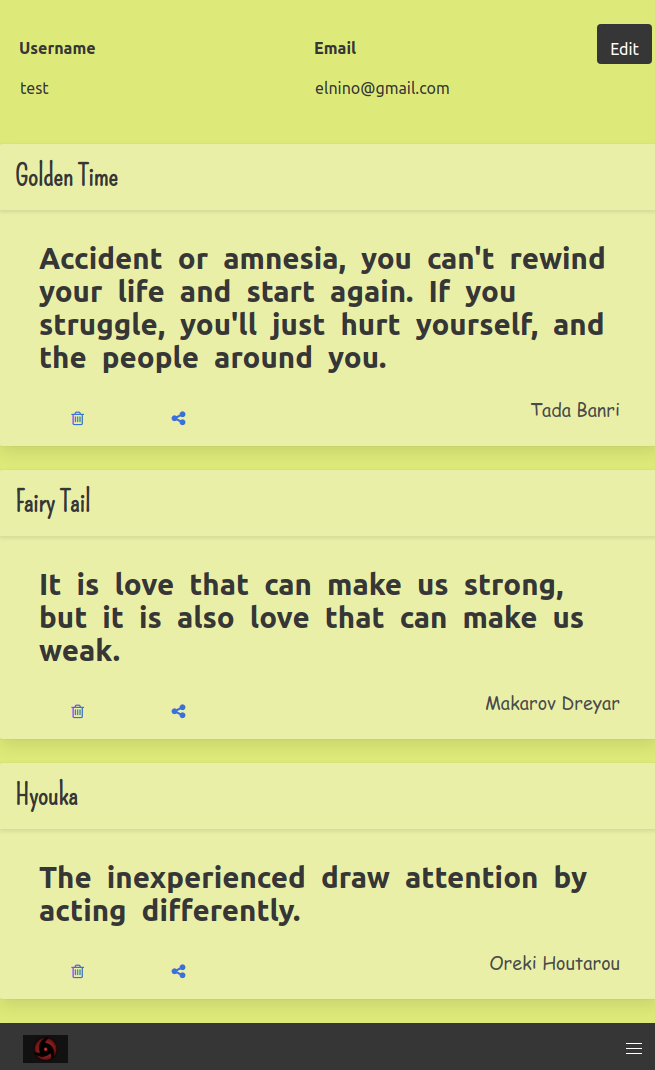 Username Email Edit
test elnino@gmail.com
Golden Time
Accident or amnesia, you can't rewind
your life and start again. If you
struggle, you'll just hurt yourself, and
the people around you.
Tada Banri
Fairy Tail
It is love that can make us strong,
but it is also love that can make us
weak.
Makarov Dreyar
Hyouka
The inexperienced draw attention by
acting differently.
Oreki Houtarou